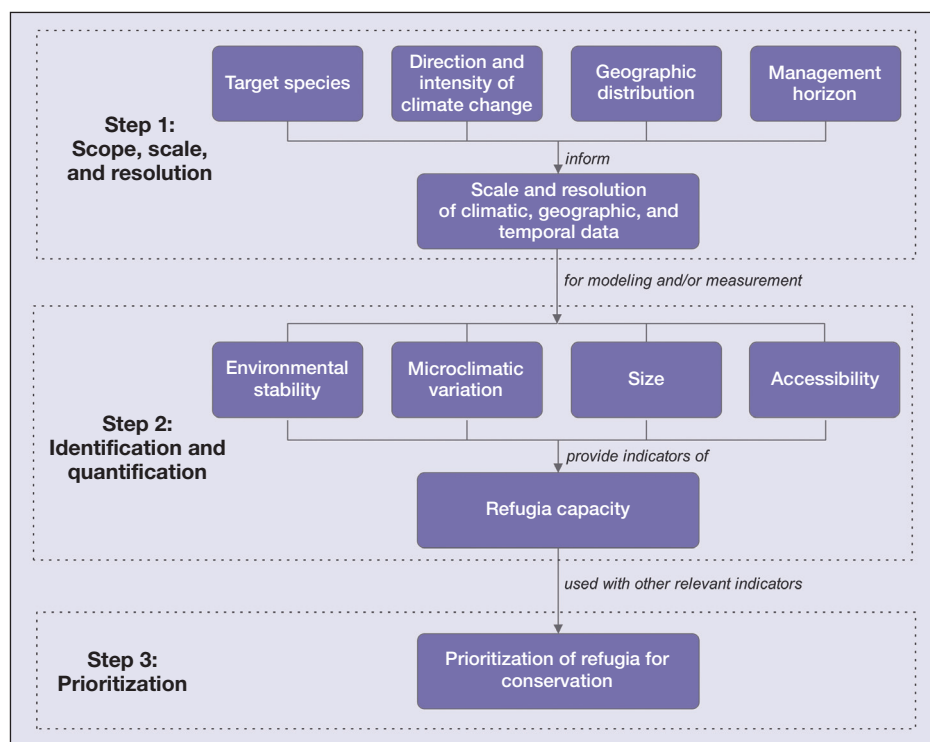 Target species
Direction and
intensity of
climate change
Geographic
distribution
Management
horizon
Step 1:
Scope, scale,
and resolution
inform
Scale and resolution
of climatic, geographic, and
temporal data
for modeling and/or measurement
Environmental
stability
Microclimatic
variation
Size
Accessibility
Step 2:
Identification and
quantification
provide indicators of
Refugia capacity
used with other relevant indicators
Step 3:
Prioritization
Prioritization of refugia for
conservation